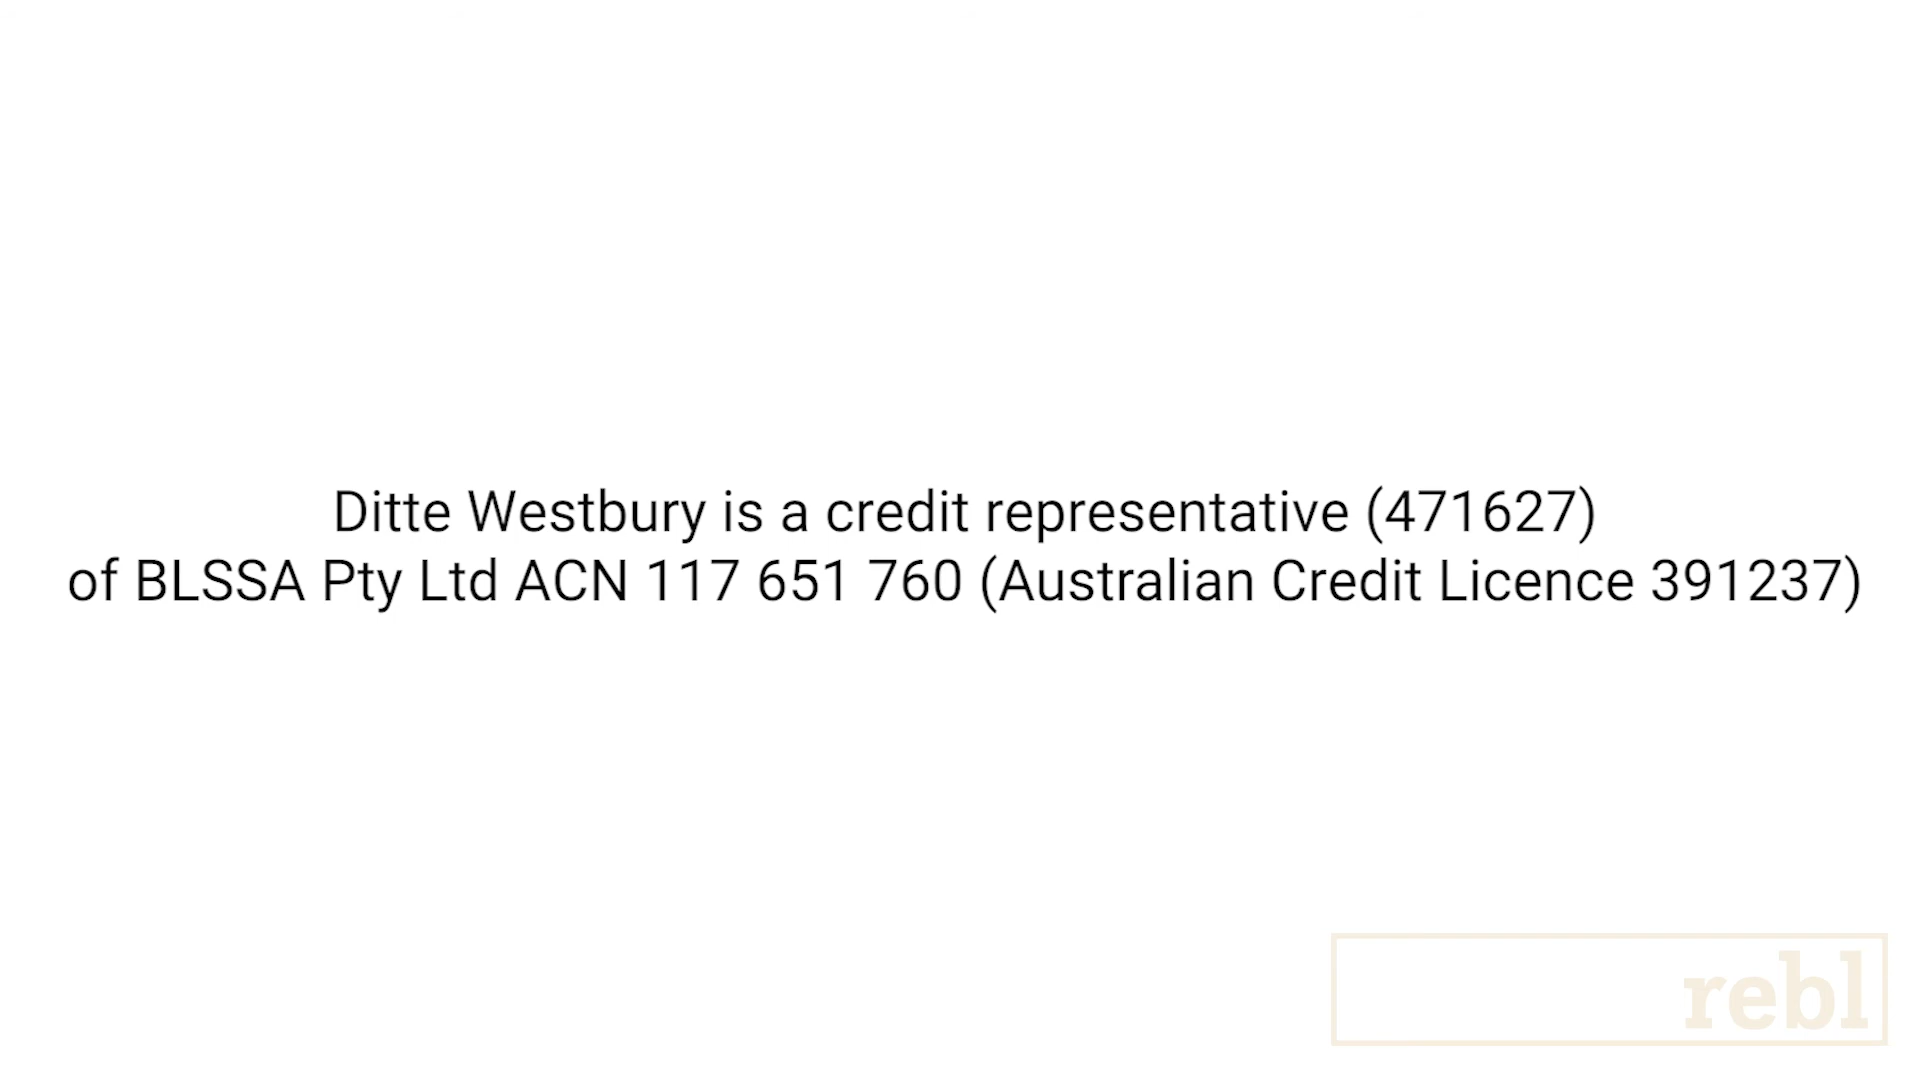 Ditte Westbury is a credit representative (471627)
of BLSSA Pty Ltd ACN 117 651 760 (Australian Credit Licence 391237)
rebl